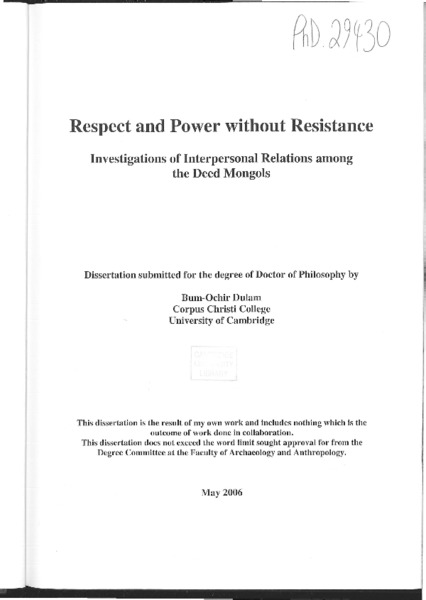 PhD. 29430
Respect and Power without Resistance
Investigations of Interpersonal Relations among
the Deed Mongols
Dissertation submitted for the degree of Doctor of Philosophy by
Bum-Ochir Dulam
Corpus Christi College
University of Cambridge
This dissertation is the result of my own work and includes nothing which is the
outcome of work done in collaboration.
This dissertation does not exceed the word limit sought approval for from the
Degree Committee at the Faculty of Archaeology and Anthropology.
May 2006